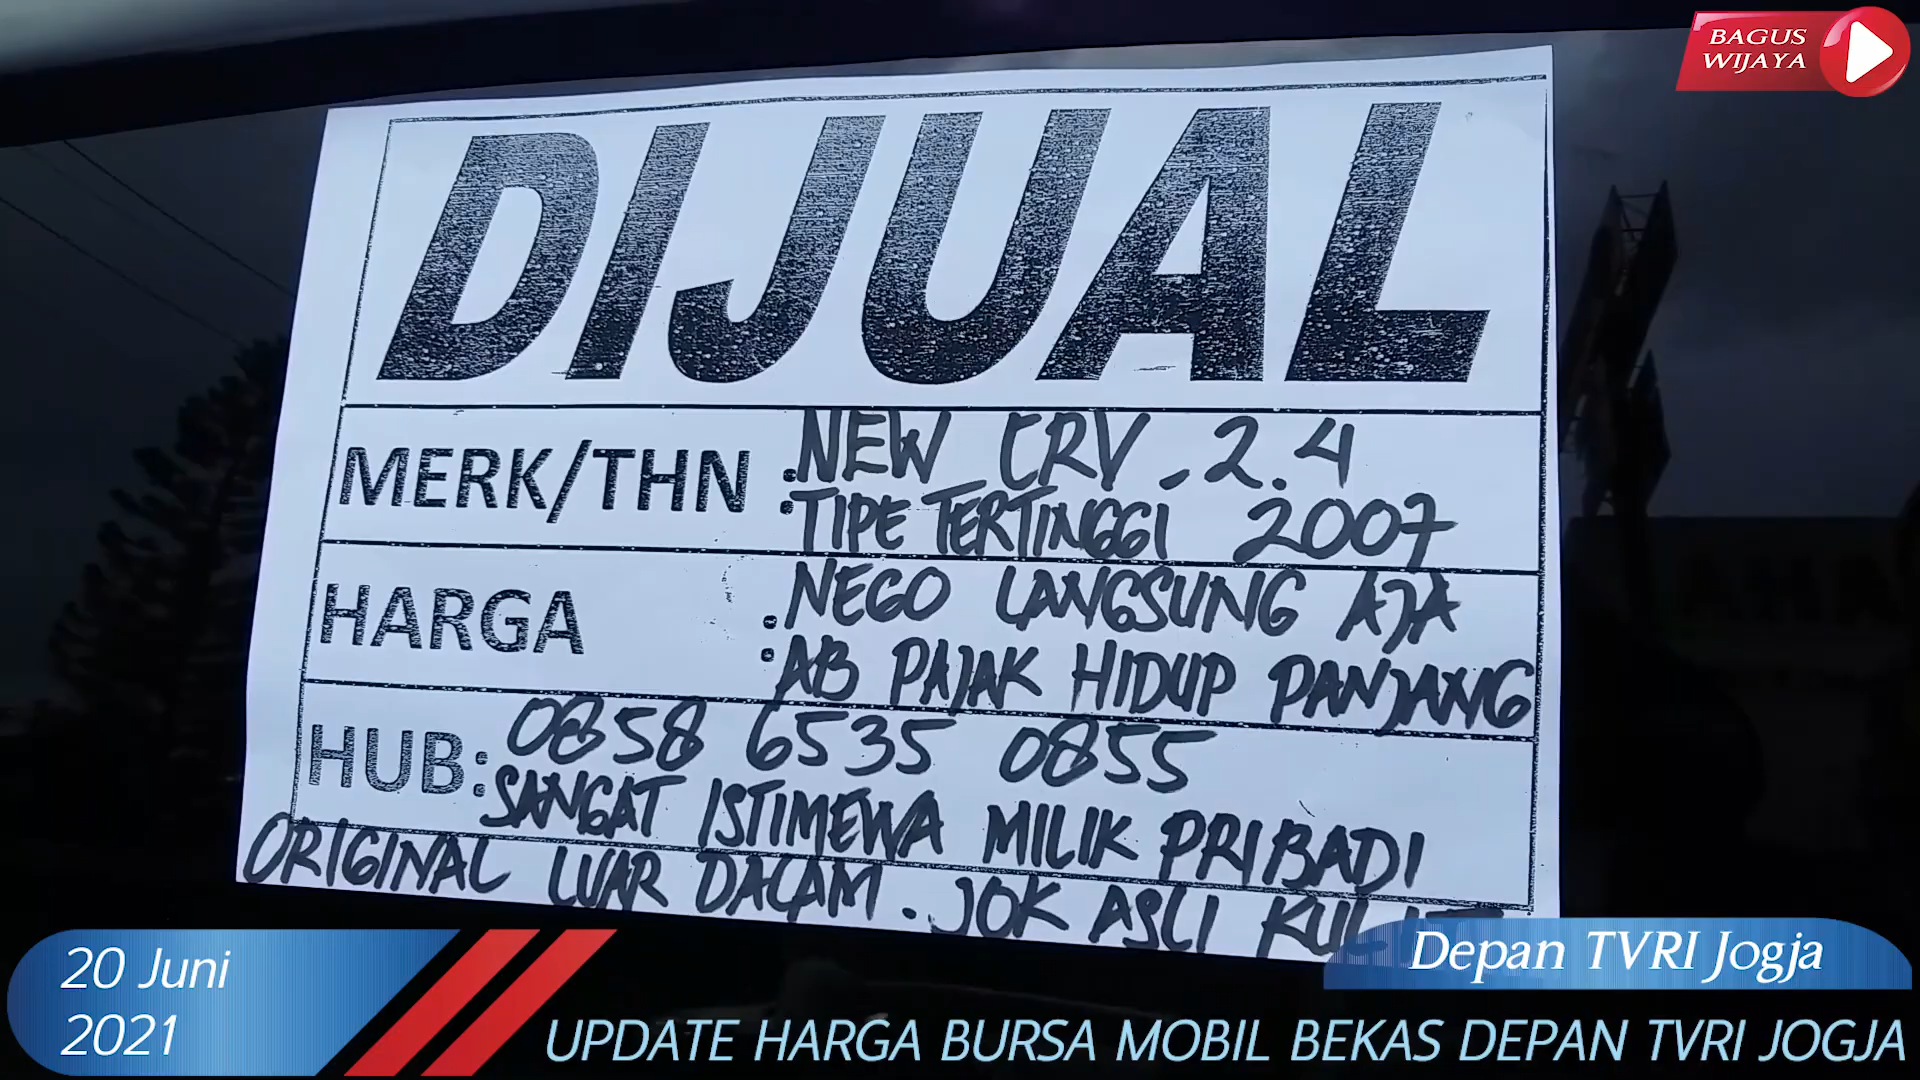 BAGUS
WIJAYA
DIJUAL
MERK/THN : NEW CRV - 2.4
: TIPE TERTINGGI 2007
HARGA : NEGO LANGSUNG AJA
: AB PAJAK HIDUP PANJANG
HUB: 0858 6535 0855
SANGAT ISTIMEWA MILIK PRIBADI
ORIGINAL LUAR DALAM. JOK ASLI
Depan TVRI Jogja
20 Juni
2021
UPDATE HARGA BURSA MOBIL BEKAS DEPAN TVRI JOGJA